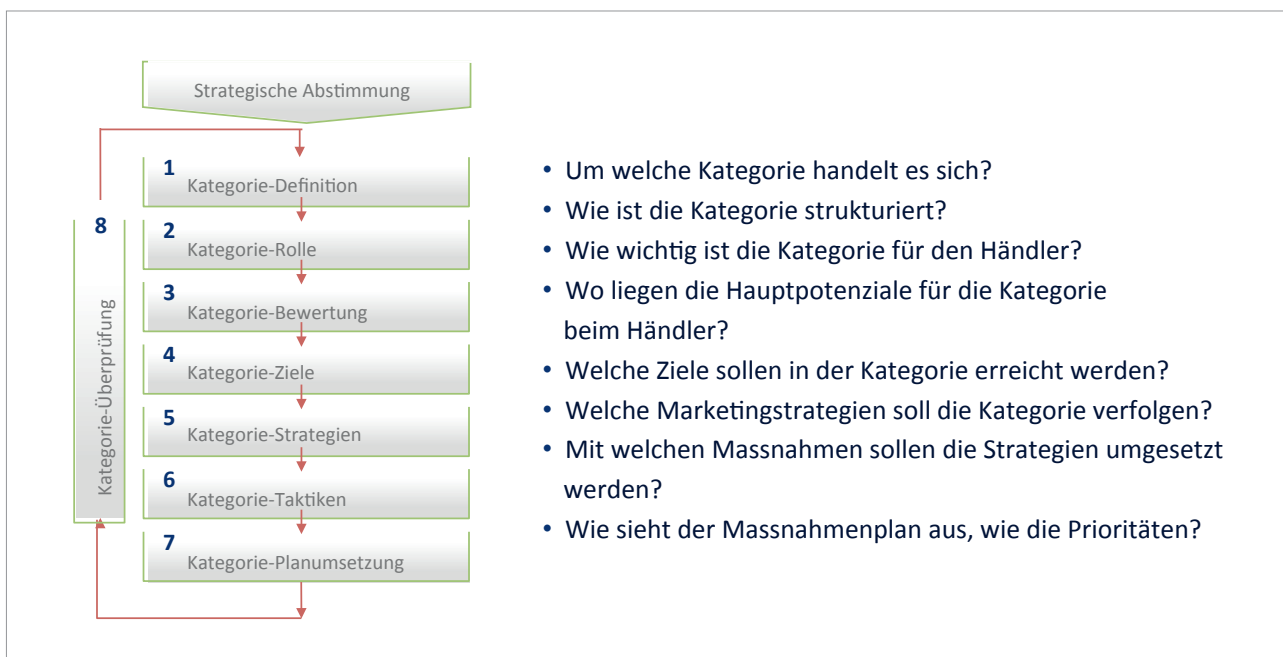 Strategische Abstimmung
1
Kategorie-Definition
2
Kategorie-Rolle
3
Kategorie-Bewertung
4
Kategorie-Ziele
5
Kategorie-Strategien
6
Kategorie-Taktiken
7
Kategorie-Planumsetzung
8
Kategorie-Überprüfung
• Um welche Kategorie handelt es sich?
• Wie ist die Kategorie strukturiert?
• Wie wichtig ist die Kategorie für den Händler?
• Wo liegen die Hauptpotenziale für die Kategorie
beim Händler?
• Welche Ziele sollen in der Kategorie erreicht werden?
• Welche Marketingstrategien soll die Kategorie verfolgen?
• Mit welchen Massnahmen sollen die Strategien umgesetzt
werden?
• Wie sieht der Massnahmenplan aus, wie die Prioritäten?